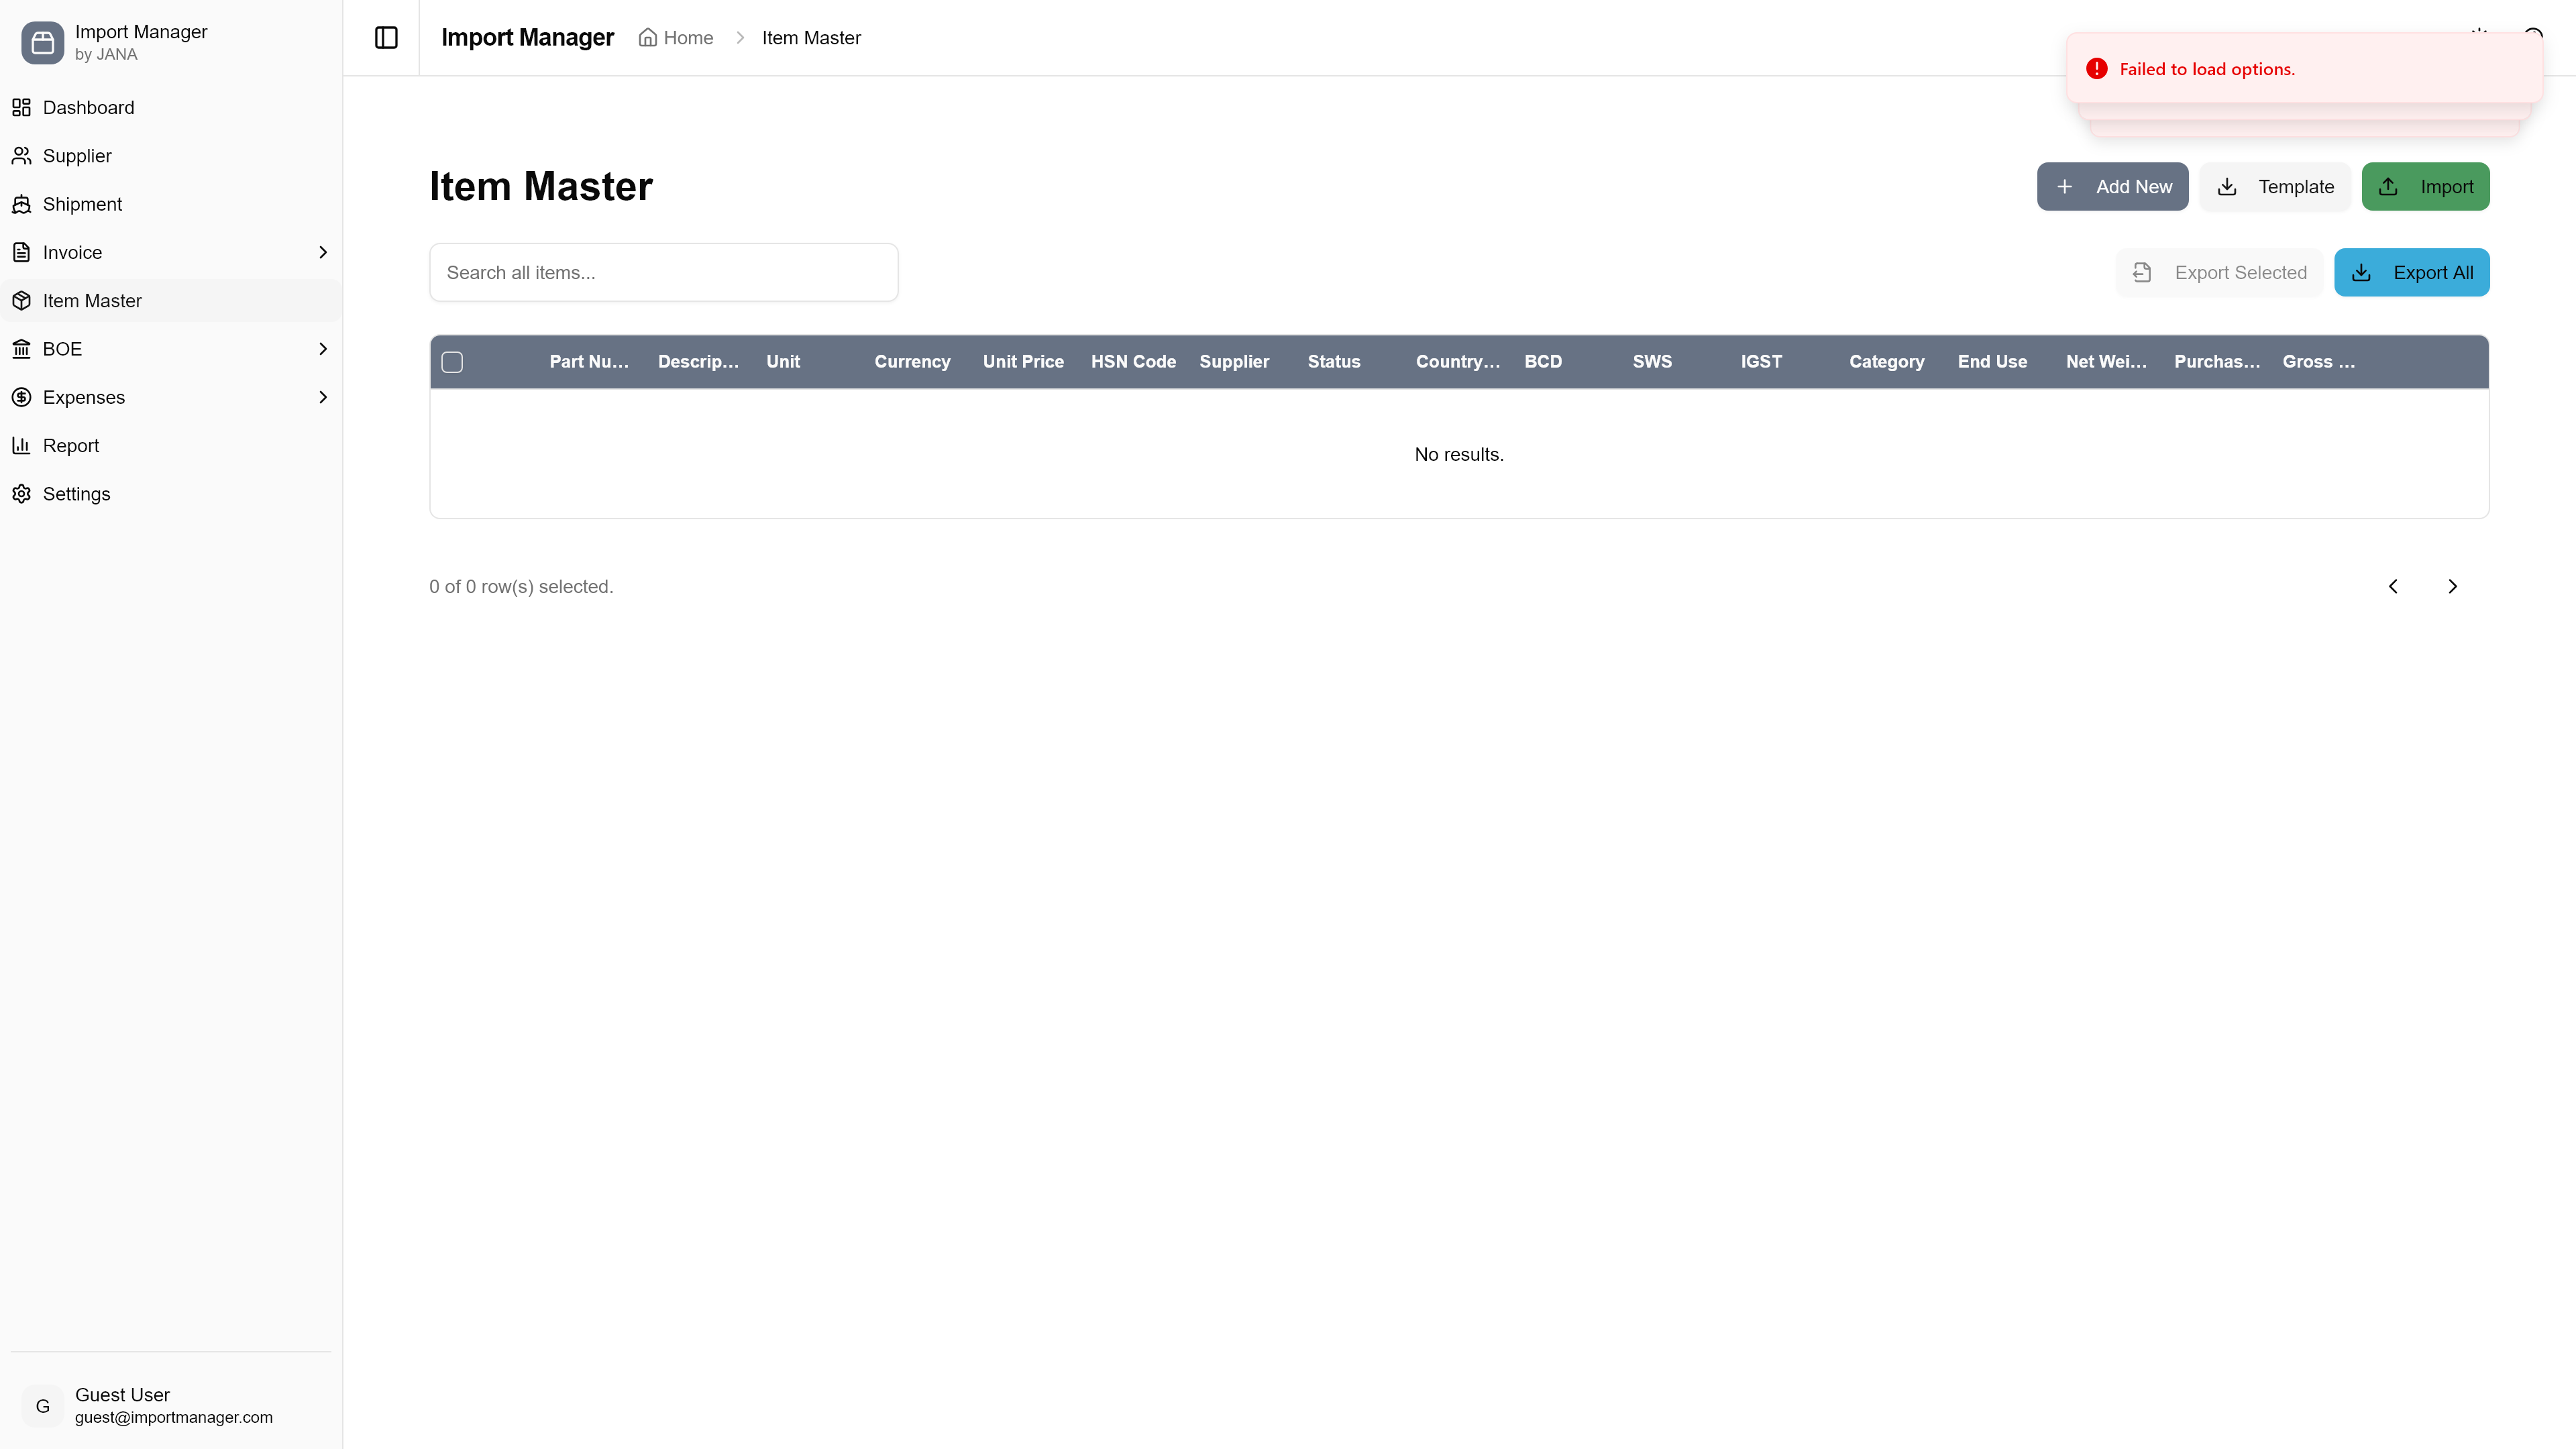 Import Manager
by JANA
Dashboard
Supplier
Shipment
Invoice
Item Master
BOE
Expenses
Report
Settings
G
Guest User
guest@importmanager.com
Import Manager
Home
Item Master
Failed to load options.
Item Master
Add New
Template
Import
Search all items...
Export Selected
Export All
Part Nu...
Descrip...
Unit
Currency
Unit Price
HSN Code
Supplier
Status
Country...
BCD
SWS
IGST
Category
End Use
Net Wei...
Purchas...
Gross ...
No results.
0 of 0 row(s) selected.